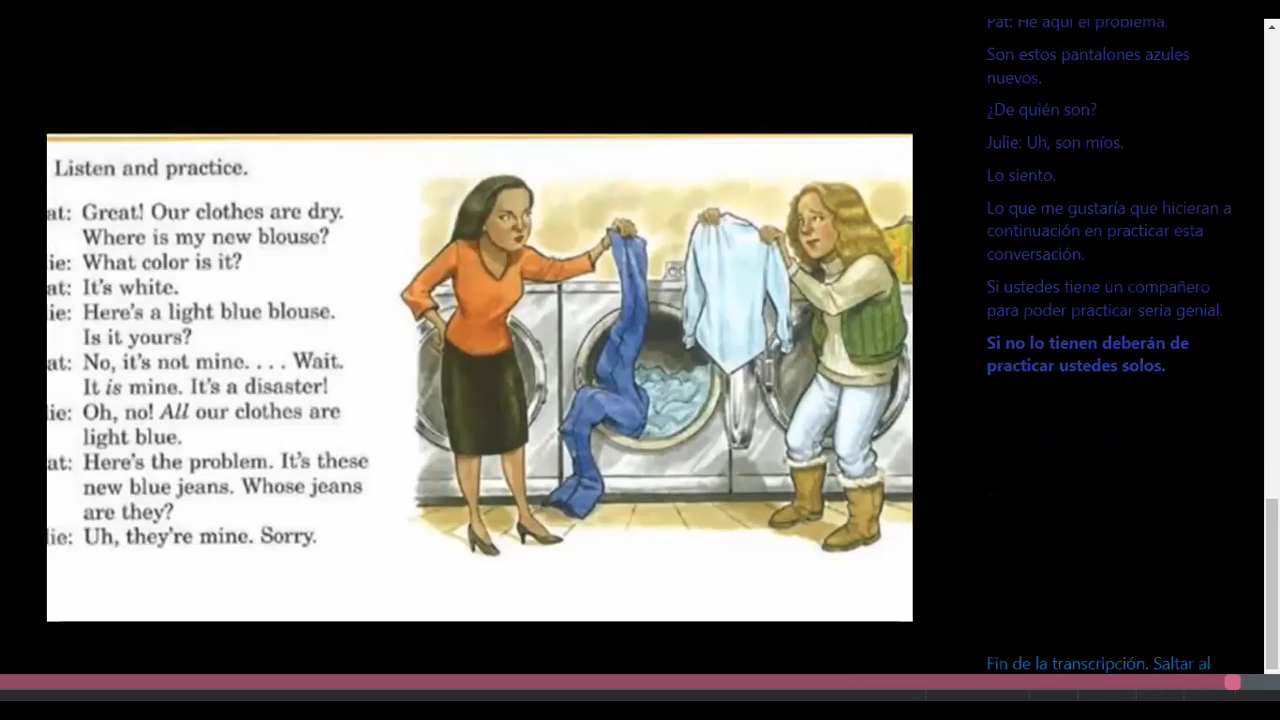 Listen and practice.
at: Great! Our clothes are dry.
Where is my new blouse?
ie: What color is it?
at: It's white.
ie: Here's a light blue blouse.
Is it yours?
at: No, it's not mine. . . . Wait.
It is mine. It's a disaster!
ie: Oh, no! All our clothes are
light blue.
at: Here's the problem. It's these
new blue jeans. Whose jeans
are they?
lie: Uh, they're mine. Sorry.
Pat: He aquí el problema.
Son estos pantalones azules
nuevos.
¿De quién son?
Julie: Uh, son míos.
Lo siento.
Lo que me gustaría que hicieran a
continuación en practicar esta
conversación.
Si ustedes tiene un compañero
para poder practicar sería genial.
Si no lo tienen deberán de
practicar ustedes solos.
Fin de la transcripción. Saltar al